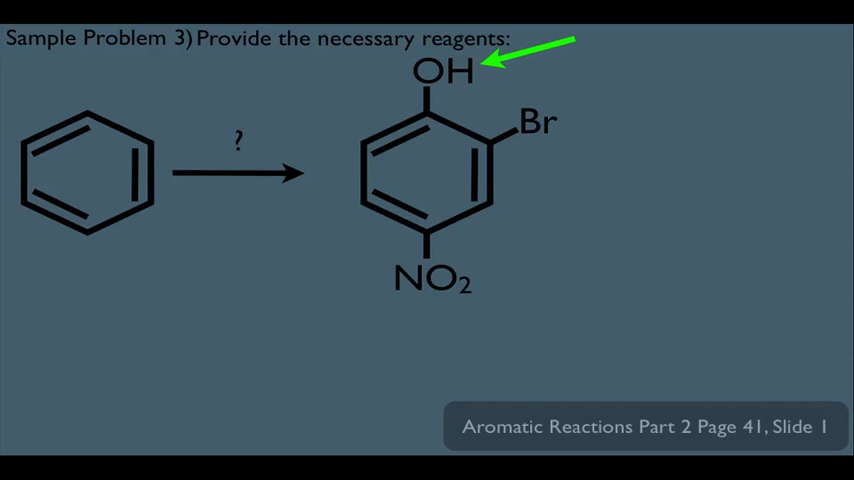 Sample Problem 3) Provide the necessary reagents:
OH
Br
?
NO₂
Aromatic Reactions Part 2 Page 41, Slide 1